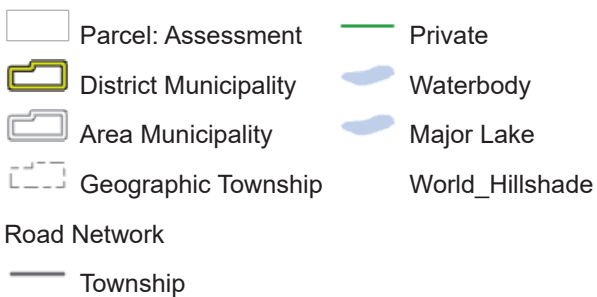 Parcel: Assessment
District Municipality
Area Municipality
Geographic Township
Road Network
Township
Private
Waterbody
Major Lake
World_Hillshade